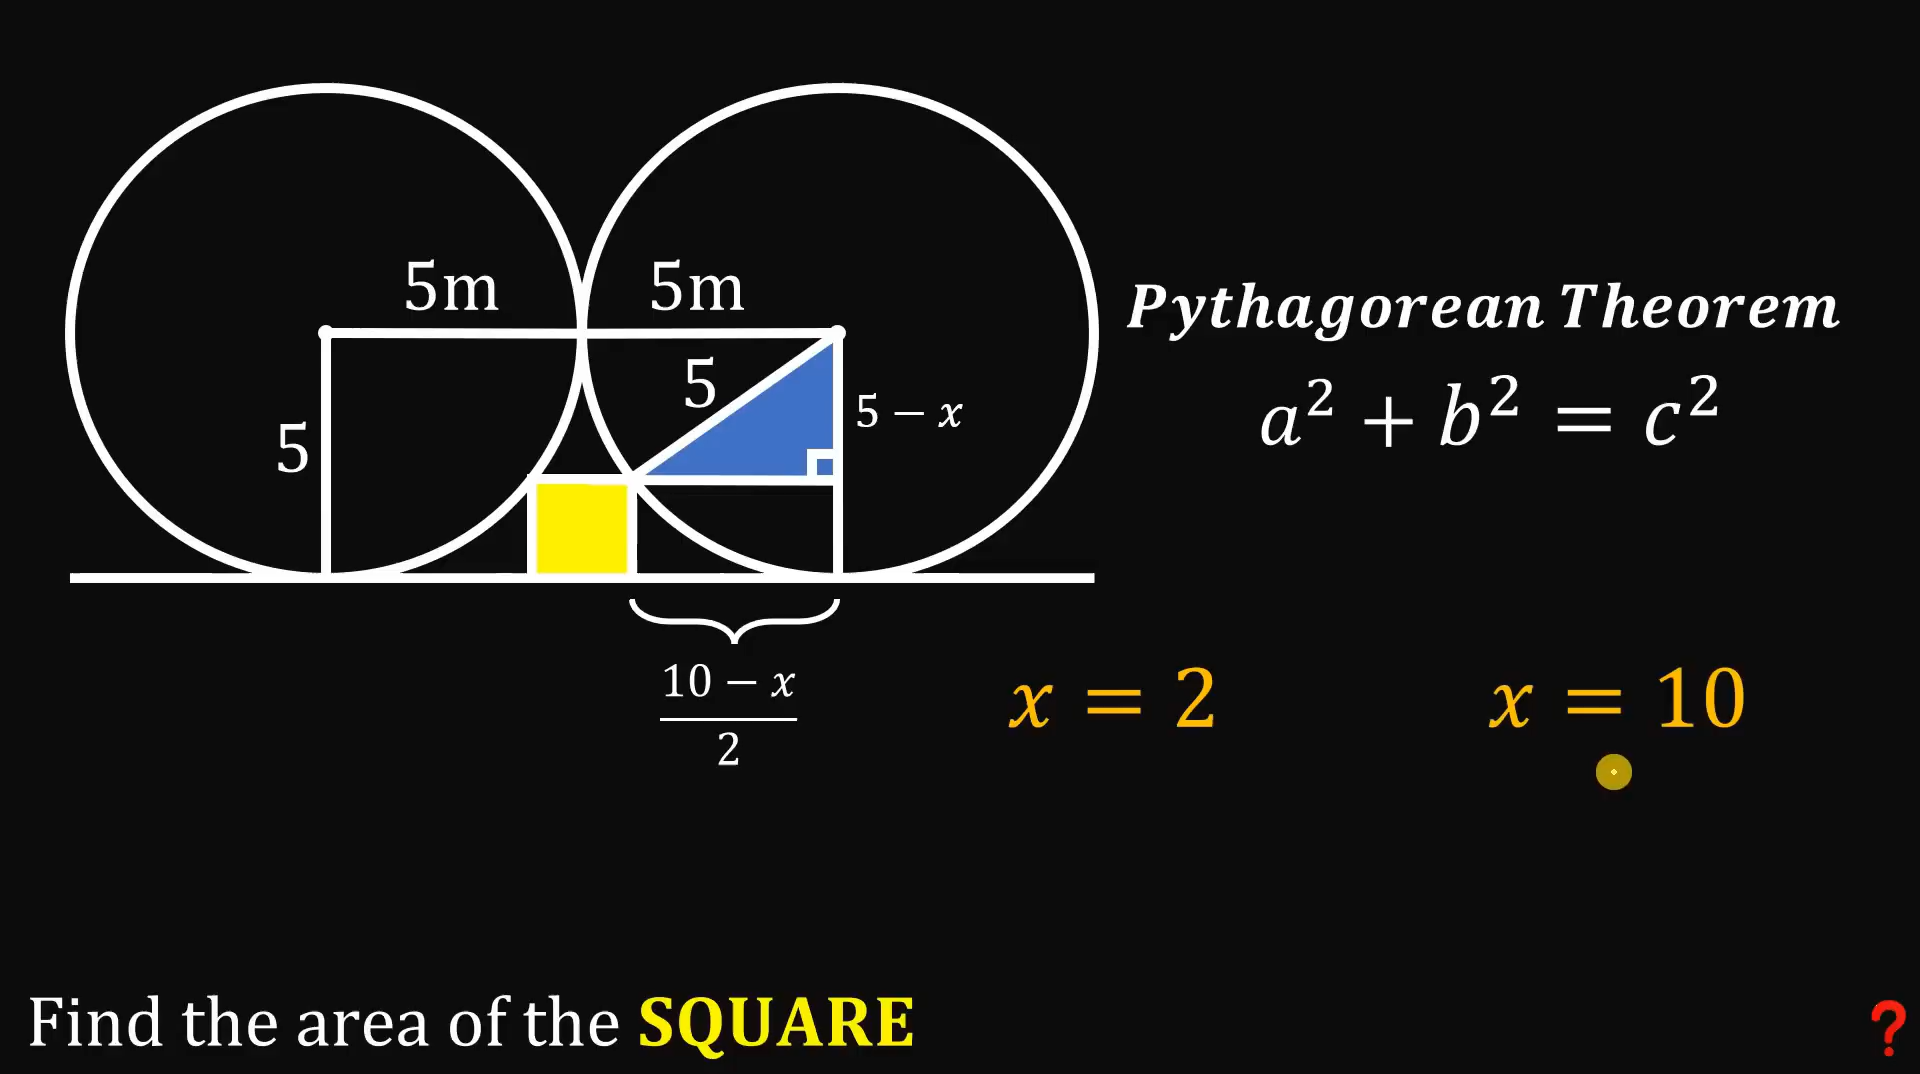 5m 5m
Pythagorean Theorem
5
5 − x
a² + b² = c²
5
10 − x
2
x = 2
x = 10
Find the area of the SQUARE
?